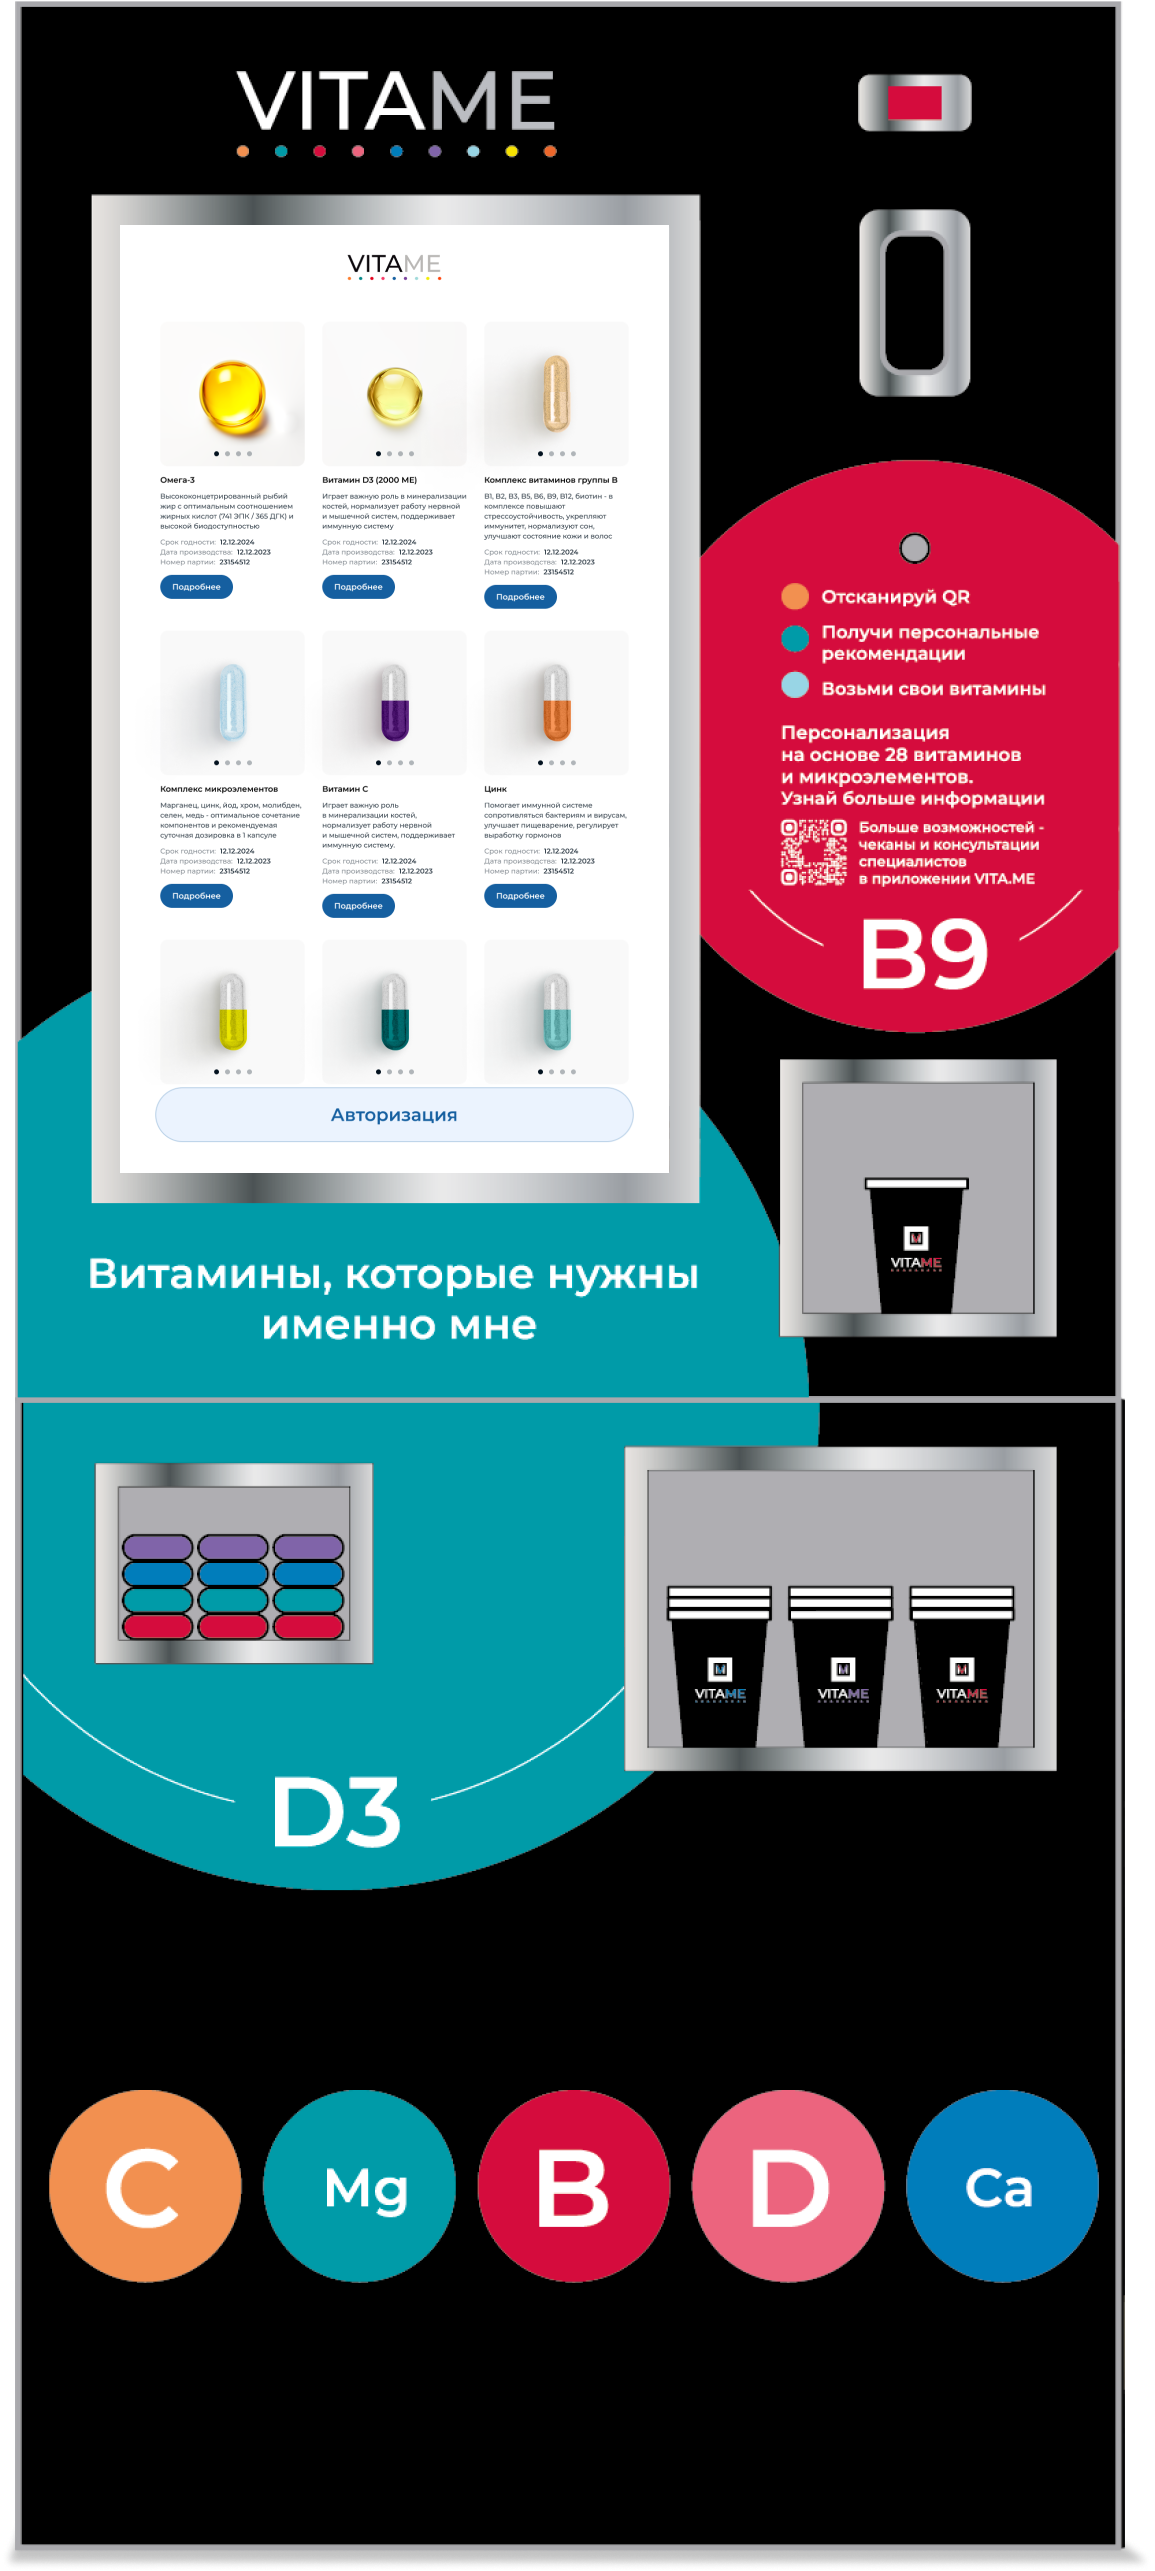 VITAME
VITAME
Омега-3
Высококонцетрированный рыбий
жир с оптимальным соотношением
жирных кислот (741 ЭПК / 365 ДГК) и
высокой биодоступностью
Срок годности: 12.12.2024
Дата производства: 12.12.2023
Номер партии: 23154512
Подробнее
Витамин D3 (2000 МЕ)
Играет важную роль в минерализации
костей, нормализует работу нервной
и мышечной систем, поддерживает
иммунную систему
Срок годности: 12.12.2024
Дата производства: 12.12.2023
Номер партии: 23154512
Подробнее
Комплекс витаминов группы B
B1, B2, B3, B5, B6, B9, B12, биотин - в
комплексе повышают
стрессоустойчивость, укрепляют
иммунитет, нормализуют сон,
улучшают состояние кожи и волос
Срок годности: 12.12.2024
Дата производства: 12.12.2023
Номер партии: 23154512
Подробнее
Комплекс микроэлементов
Марганец, цинк, йод, хром, молибден,
селен, медь - оптимальное сочетание
компонентов и рекомендуемая
суточная дозировка в 1 капсуле
Срок годности: 12.12.2024
Дата производства: 12.12.2023
Номер партии: 23154512
Подробнее
Витамин C
Играет важную роль
в минерализации костей,
нормализует работу нервной
и мышечной систем, поддерживает
иммунную систему.
Срок годности: 12.12.2024
Дата производства: 12.12.2023
Номер партии: 23154512
Подробнее
Цинк
Помогает иммунной системе
сопротивляться бактериям и вирусам,
улучшает пищеварение, регулирует
выработку гормонов
Срок годности: 12.12.2024
Дата производства: 12.12.2023
Номер партии: 23154512
Подробнее
Авторизация
Отсканируй QR
Получи персональные
рекомендации
Возьми свои витамины
Персонализация
на основе 28 витаминов
и микроэлементов.
Узнай больше информации
Больше возможностей -
чеканы и консультации
специалистов
в приложении VITA.ME
B9
M
VITAME
Витамины, которые нужны
именно мне
M
VITAME
M
VITAME
M
VITAME
D3
C
Mg
B
D
Ca